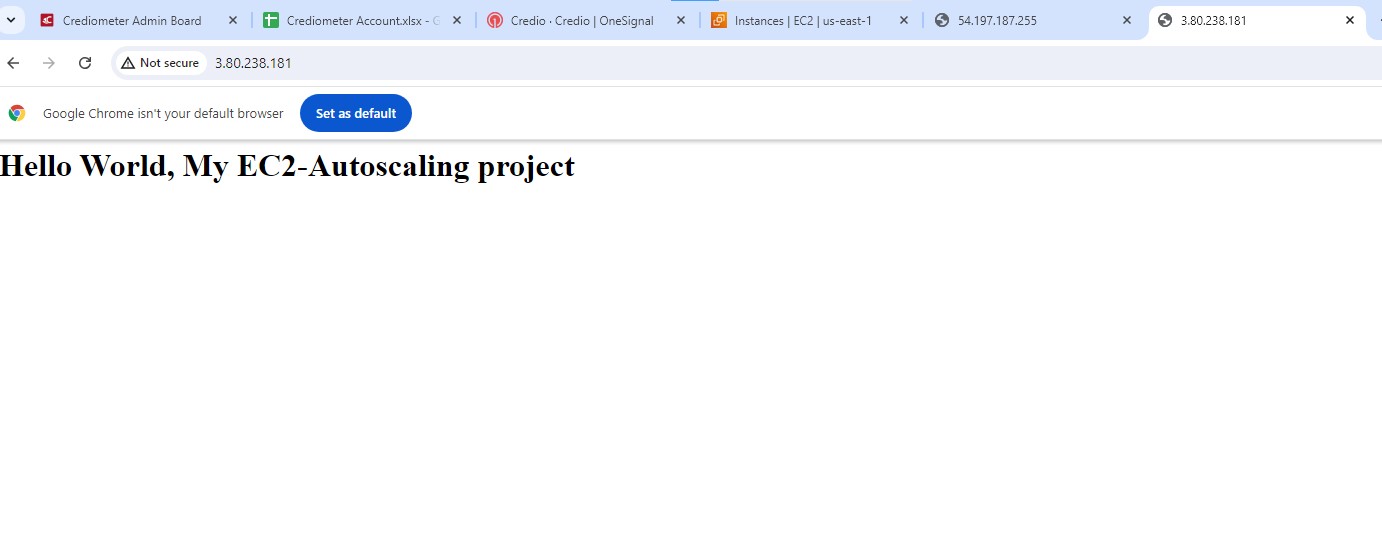 Crediometer Admin Board
Crediometer Account.xlsx - G
Credio · Credio | OneSignal
Instances | EC2 | us-east-1
54.197.187.255
3.80.238.181
Not secure
3.80.238.181
Google Chrome isn't your default browser
Set as default
Hello World, My EC2-Autoscaling project